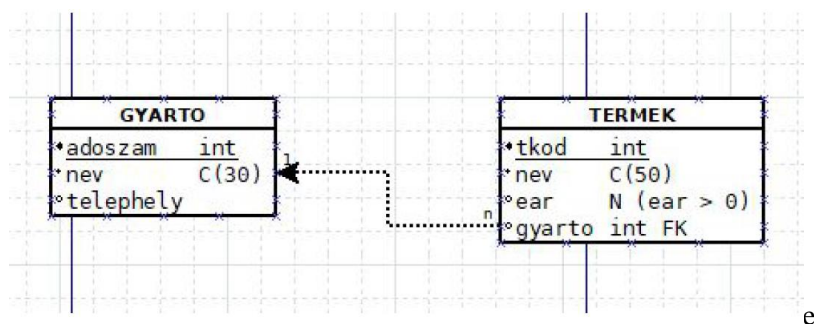 GYARTO
adoszam int
nev C(30)
telephely
1
n
TERMEK
tkod int
nev C(50)
ear N (ear > 0)
gyarto int FK
e